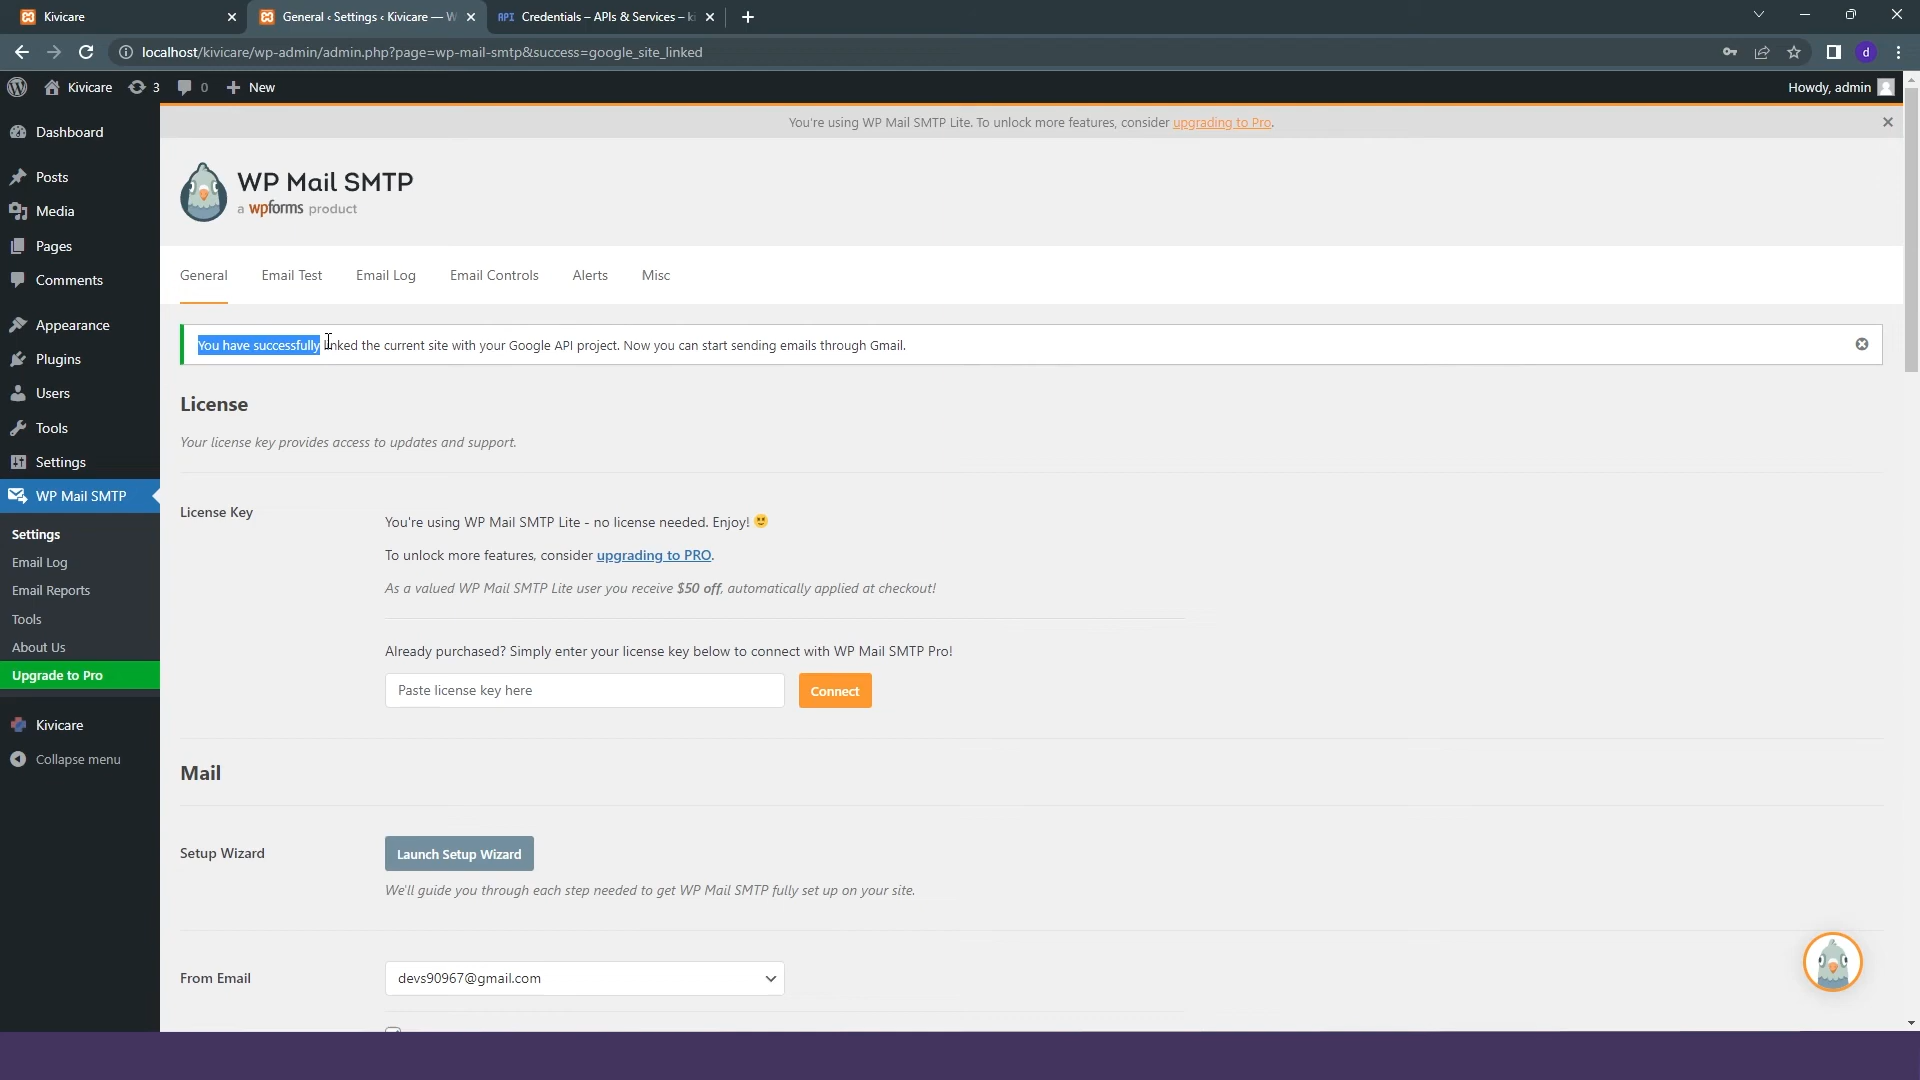 Kivicare
General ‹ Settings ‹ Kivicare — W
API Credentials – APIs & Services – ki
localhost/kivicare/wp-admin/admin.php?page=wp-mail-smtp&success=google_site_linked
d
Kivicare
3
0
New
Howdy, admin
Dashboard
Posts
Media
Pages
Comments
Appearance
Plugins
Users
Tools
Settings
WP Mail SMTP
Settings
Email Log
Email Reports
Tools
About Us
Upgrade to Pro
Kivicare
Collapse menu
You're using WP Mail SMTP Lite. To unlock more features, consider upgrading to Pro.
WP Mail SMTP
a wpforms product
General
Email Test
Email Log
Email Controls
Alerts
Misc
You have successfully linked the current site with your Google API project. Now you can start sending emails through Gmail.
License
Your license key provides access to updates and support.
License Key
You're using WP Mail SMTP Lite - no license needed. Enjoy! 🙂
To unlock more features, consider upgrading to PRO.
As a valued WP Mail SMTP Lite user you receive $50 off, automatically applied at checkout!
Already purchased? Simply enter your license key below to connect with WP Mail SMTP Pro!
Paste license key here
Connect
Mail
Setup Wizard
Launch Setup Wizard
We'll guide you through each step needed to get WP Mail SMTP fully set up on your site.
From Email
devs90967@gmail.com